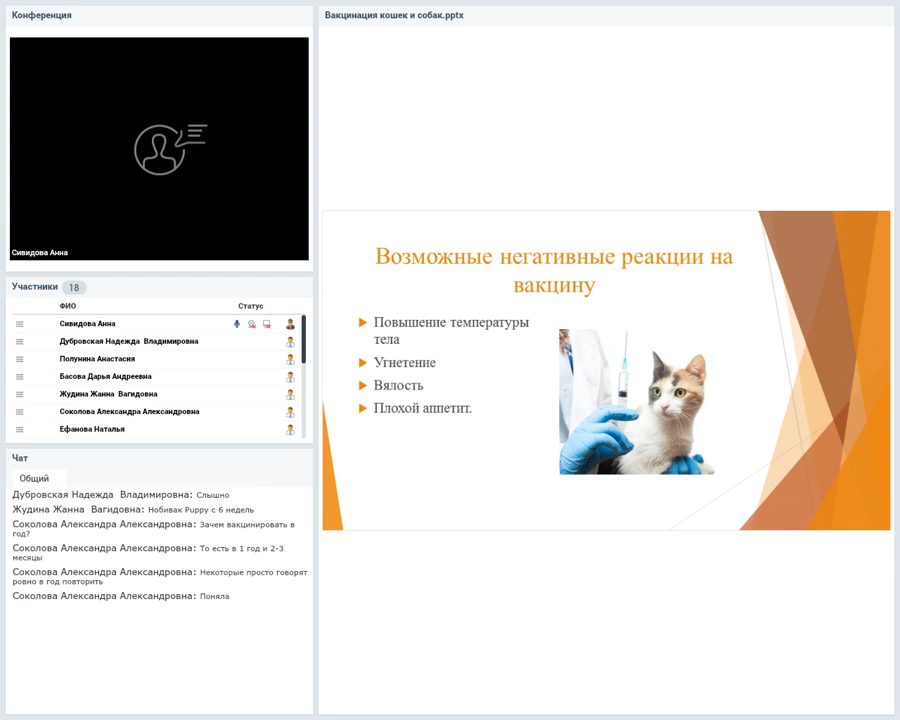 Конференция
Сивидова Анна
Участники 18
ФИО Статус
Сивидова Анна
Дубровская Надежда Владимировна
Полунина Анастасия
Басова Дарья Андреевна
Жудина Жанна Вагидовна
Соколова Александра Александровна
Ефанова Наталья
Чат
Общий
Дубровская Надежда Владимировна: Слышно
Жудина Жанна Вагидовна: Нобивак Puppy с 6 недель
Соколова Александра Александровна: Зачем вакцинировать в
год?
Соколова Александра Александровна: То есть в 1 год и 2-3
месяцы
Соколова Александра Александровна: Некоторые просто говорят
ровно в год повторить
Соколова Александра Александровна: Поняла
Вакцинация кошек и собак.pptx
Возможные негативные реакции на
вакцину
Повышение температуры
тела
Угнетение
Вялость
Плохой аппетит.